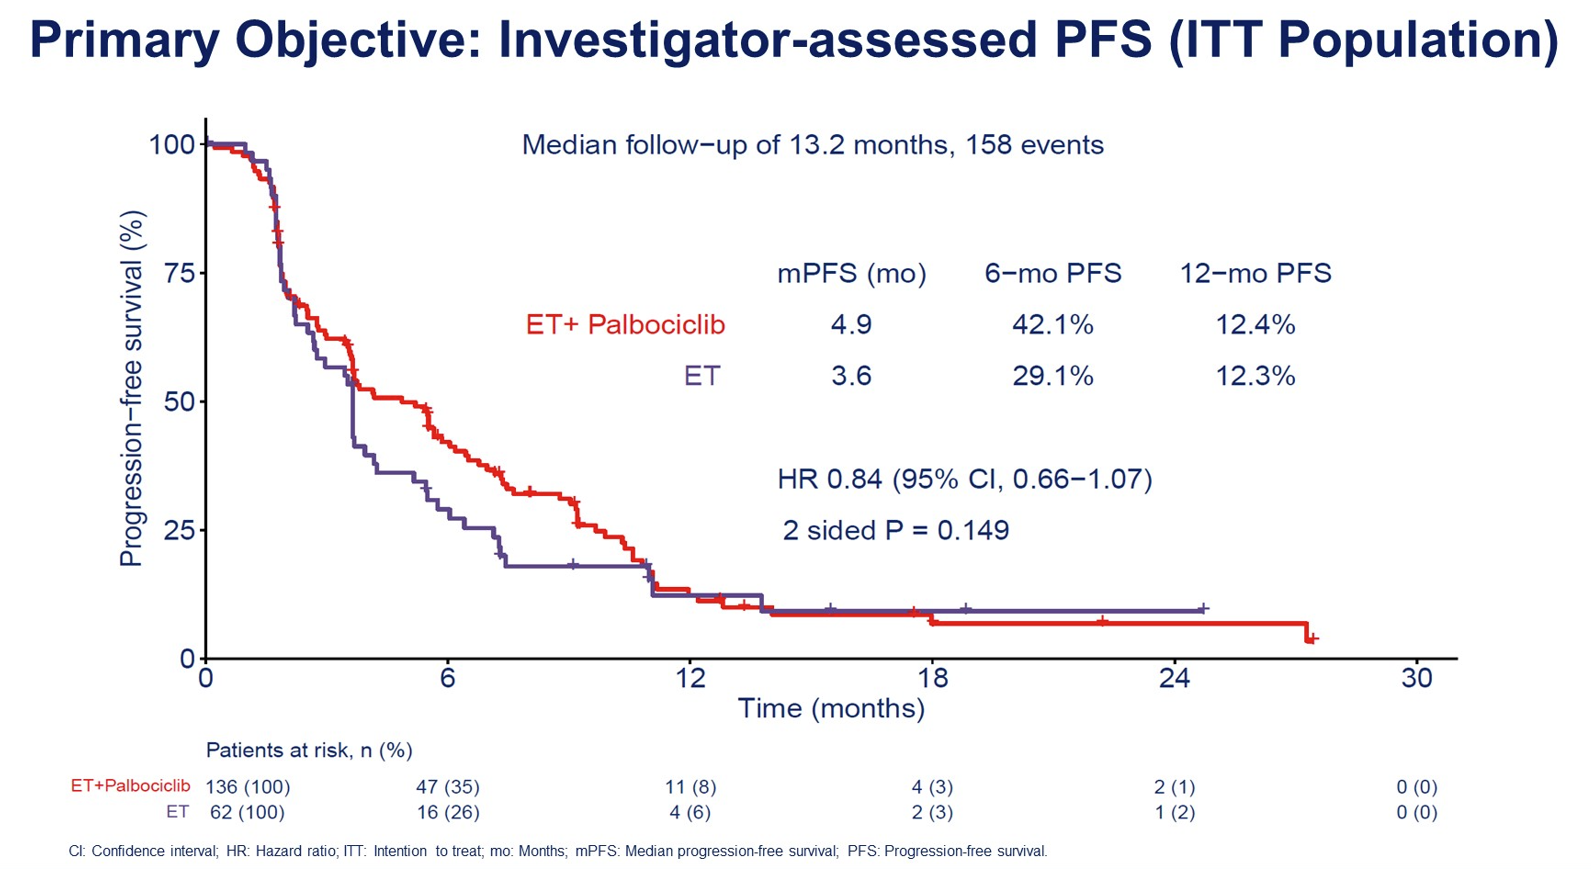 Primary Objective: Investigator-assessed PFS (ITT Population)
Median follow−up of 13.2 months, 158 events
mPFS (mo) 6−mo PFS 12−mo PFS
ET+ Palbociclib 4.9 42.1% 12.4%
ET 3.6 29.1% 12.3%
HR 0.84 (95% CI, 0.66−1.07)
2 sided P = 0.149
Progression−free survival (%)
100
75
50
25
0
0 6 12 18 24 30
Time (months)
Patients at risk, n (%)
ET+Palbociclib 136 (100) 47 (35) 11 (8) 4 (3) 2 (1) 0 (0)
ET 62 (100) 16 (26) 4 (6) 2 (3) 1 (2) 0 (0)
CI: Confidence interval; HR: Hazard ratio; ITT: Intention to treat; mo: Months; mPFS: Median progression-free survival; PFS: Progression-free survival.